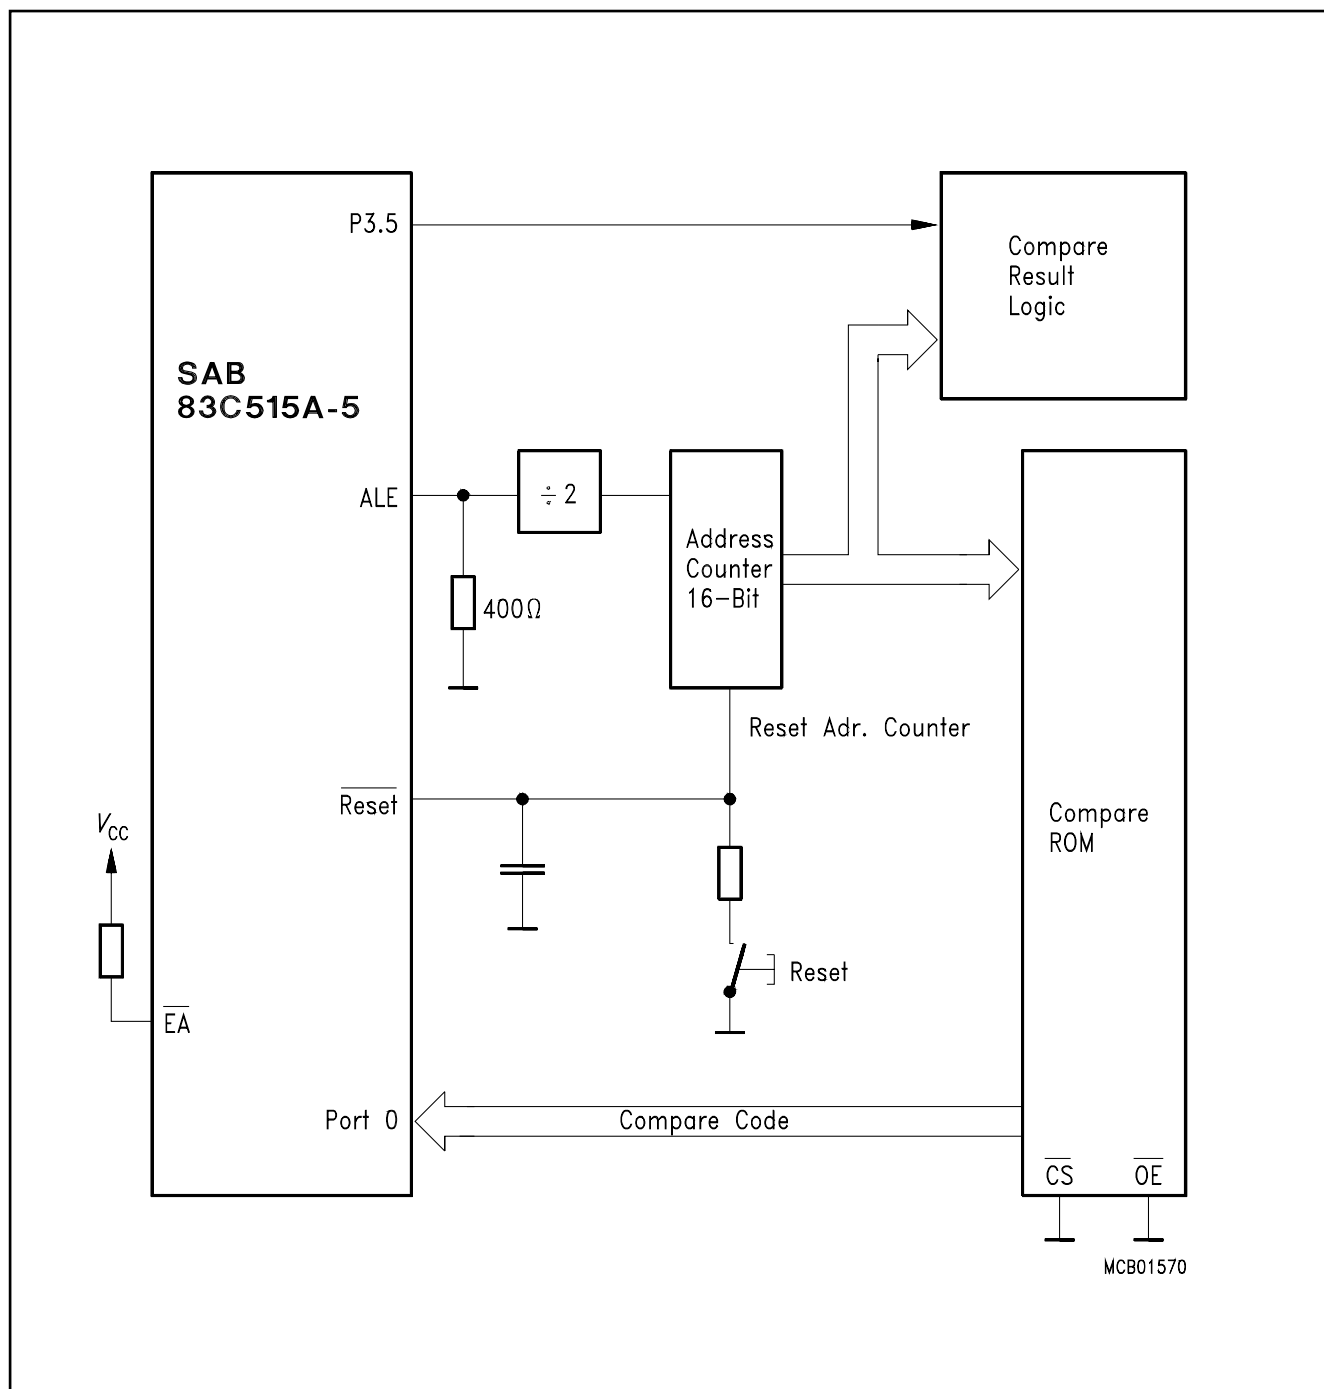 P3.5
Compare
Result
Logic
SAB
83C515A-5
ALE
÷ 2
Address
Counter
16-Bit
400Ω
Reset Adr. Counter
Reset
Compare
ROM
VCC
Reset
EA
Port 0
Compare Code
CS
OE
MCB01570